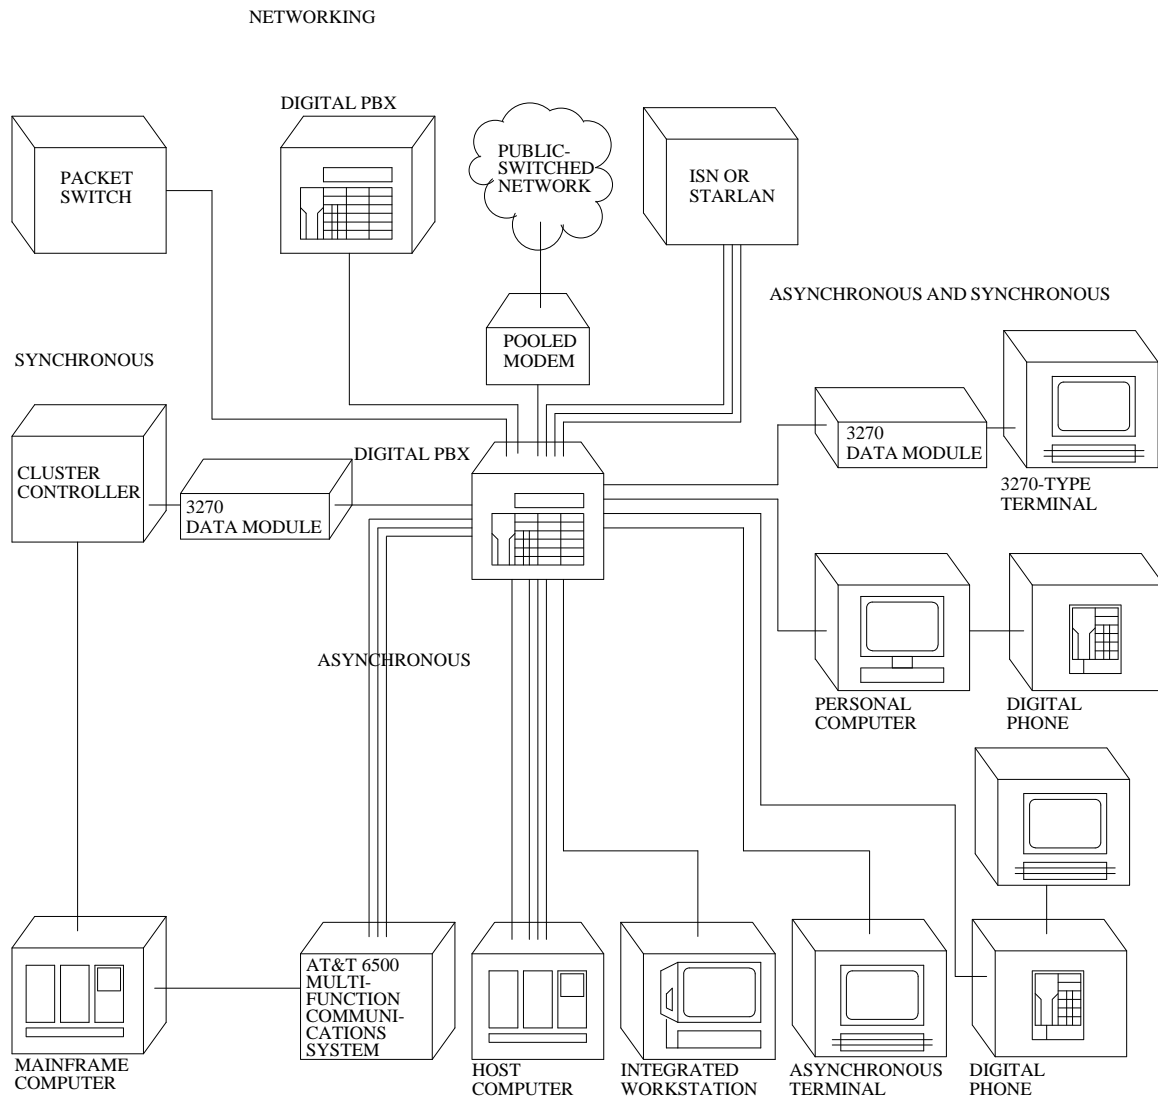 NETWORKING
DIGITAL PBX
PACKET
SWITCH
PUBLIC-
SWITCHED
NETWORK
ISN OR
STARLAN
ASYNCHRONOUS AND SYNCHRONOUS
POOLED
MODEM
SYNCHRONOUS
3270
DATA MODULE
3270-TYPE
TERMINAL
DIGITAL PBX
CLUSTER
CONTROLLER
3270
DATA MODULE
ASYNCHRONOUS
PERSONAL
COMPUTER
DIGITAL
PHONE
AT&T 6500
MULTI-
FUNCTION
COMMUNI-
CATIONS
SYSTEM
MAINFRAME
COMPUTER
HOST
COMPUTER
INTEGRATED
WORKSTATION
ASYNCHRONOUS
TERMINAL
DIGITAL
PHONE